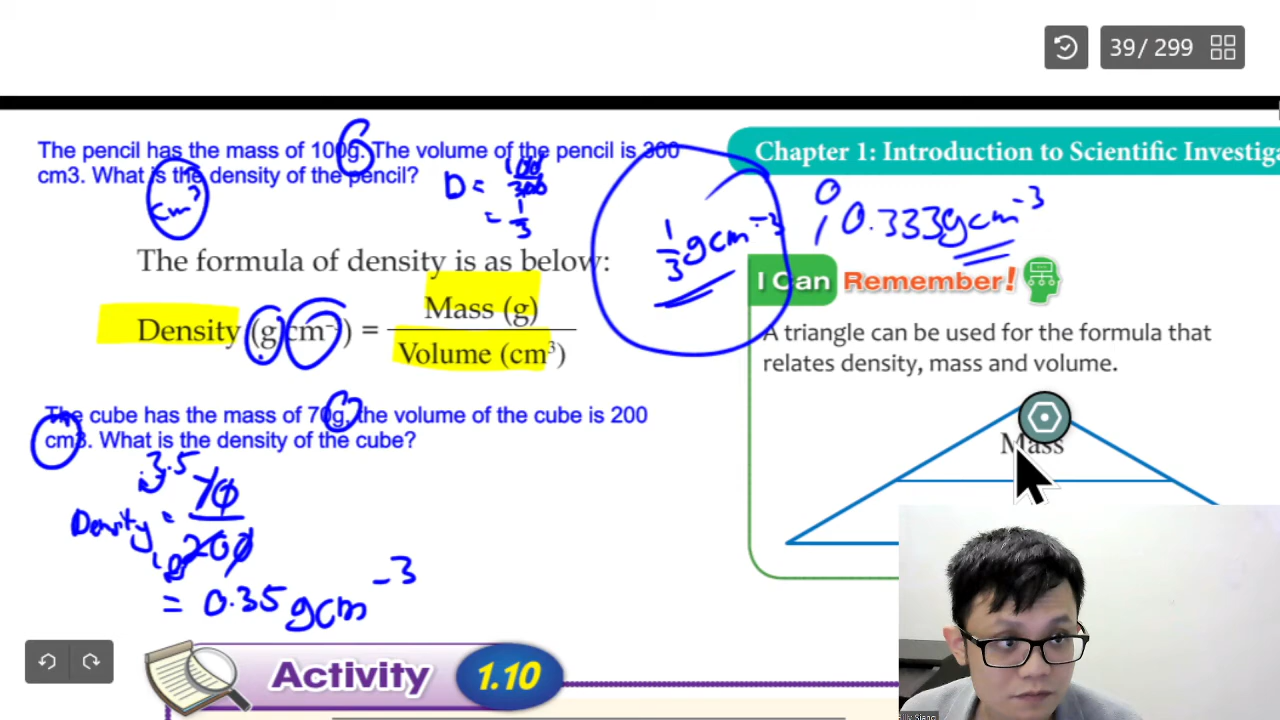 39/ 299
The pencil has the mass of 100g. The volume of the pencil is 300
cm3. What is the density of the pencil?
cm³
D = 100/300
= 1/3
1/3 gcm⁻³
0.333gcm⁻³
Chapter 1: Introduction to Scientific Investiga
The formula of density is as below:
Density (g cm⁻³) = Mass (g) / Volume (cm³)
I Can Remember!
A triangle can be used for the formula that
relates density, mass and volume.
Mass
The cube has the mass of 70g, the volume of the cube is 200
cm3. What is the density of the cube?
3.5
Density = 70/200
= 0.35 gcm⁻³
Activity 1.10